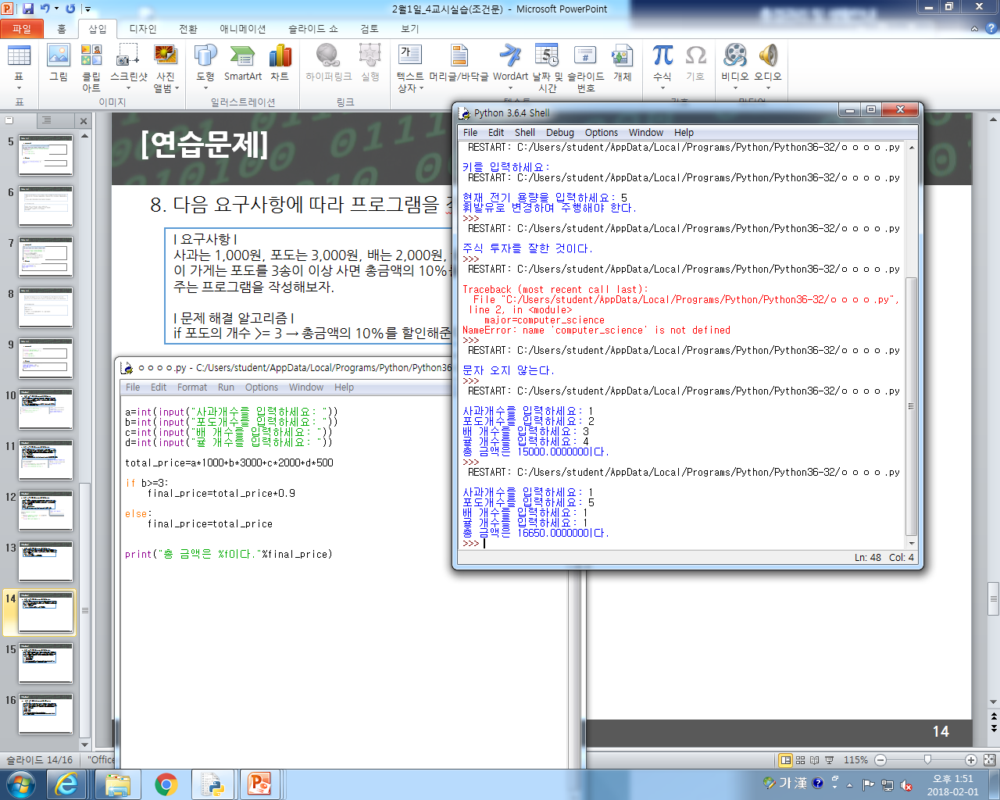 2월1일_4교시실습(조건문) - Microsoft PowerPoint
파일 홈 삽입 디자인 전환 애니메이션 슬라이드 쇼 검토 보기
표 그림 클립 아트 스크린샷 사진 앨범 도형 SmartArt 차트 하이퍼링크 실행 텍스트 상자 머리글/바닥글 WordArt 날짜 및 시간 슬라이드 번호 개체 수식 기호 비디오 오디오
표 이미지 일러스트레이션 링크
[연습문제]
8. 다음 요구사항에 따라 프로그램을
| 요구사항 |
사과는 1,000원, 포도는 3,000원, 배는 2,000원,
이 가게는 포도를 3송이 이상 사면 총금액의 10%
주는 프로그램을 작성해보자.
| 문제 해결 알고리즘 |
if 포도의 개수 >= 3 → 총금액의 10%를 할인해준
5
6
7
8
9
10
11
12
13
14
15
16
ㅇㅇㅇㅇ.py - C:/Users/student/AppData/Local/Programs/Python/Python36
File Edit Format Run Options Window Help
a=int(input("사과개수를 입력하세요: "))
b=int(input("포도개수를 입력하세요: "))
c=int(input("배 개수를 입력하세요: "))
d=int(input("귤 개수를 입력하세요: "))
total_price=a*1000+b*3000+c*2000+d*500
if b>=3:
    final_price=total_price*0.9
else:
    final_price=total_price
print("총 금액은 %f이다."%final_price)
Python 3.6.4 Shell
File Edit Shell Debug Options Window Help
RESTART: C:/Users/student/AppData/Local/Programs/Python/Python36-32/ㅇㅇㅇㅇ.py
키를 입력하세요:
RESTART: C:/Users/student/AppData/Local/Programs/Python/Python36-32/ㅇㅇㅇㅇ.py
현재 전기 용량을 입력하세요: 5
휘발유로 변경하여 주행해야 한다.
>>>
RESTART: C:/Users/student/AppData/Local/Programs/Python/Python36-32/ㅇㅇㅇㅇ.py
주식 투자를 잘한 것이다.
>>>
RESTART: C:/Users/student/AppData/Local/Programs/Python/Python36-32/ㅇㅇㅇㅇ.py
Traceback (most recent call last):
  File "C:/Users/student/AppData/Local/Programs/Python/Python36-32/ㅇㅇㅇㅇ.py",
line 2, in <module>
    major=computer_science
NameError: name 'computer_science' is not defined
>>>
RESTART: C:/Users/student/AppData/Local/Programs/Python/Python36-32/ㅇㅇㅇㅇ.py
문자 오지 않는다.
>>>
RESTART: C:/Users/student/AppData/Local/Programs/Python/Python36-32/ㅇㅇㅇㅇ.py
사과개수를 입력하세요: 1
포도개수를 입력하세요: 2
배 개수를 입력하세요: 3
귤 개수를 입력하세요: 4
총 금액은 15000.000000이다.
>>>
RESTART: C:/Users/student/AppData/Local/Programs/Python/Python36-32/ㅇㅇㅇㅇ.py
사과개수를 입력하세요: 1
포도개수를 입력하세요: 5
배 개수를 입력하세요: 1
귤 개수를 입력하세요: 1
총 금액은 16650.000000이다.
>>>
Ln: 48 Col: 4
14
슬라이드 14/16 "Office 115%
가 漢 오후 1:51
2018-02-01